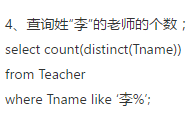 4、查询姓“李”的老师的个数；
select count(distinct(Tname))
from Teacher
where Tname like '李%';